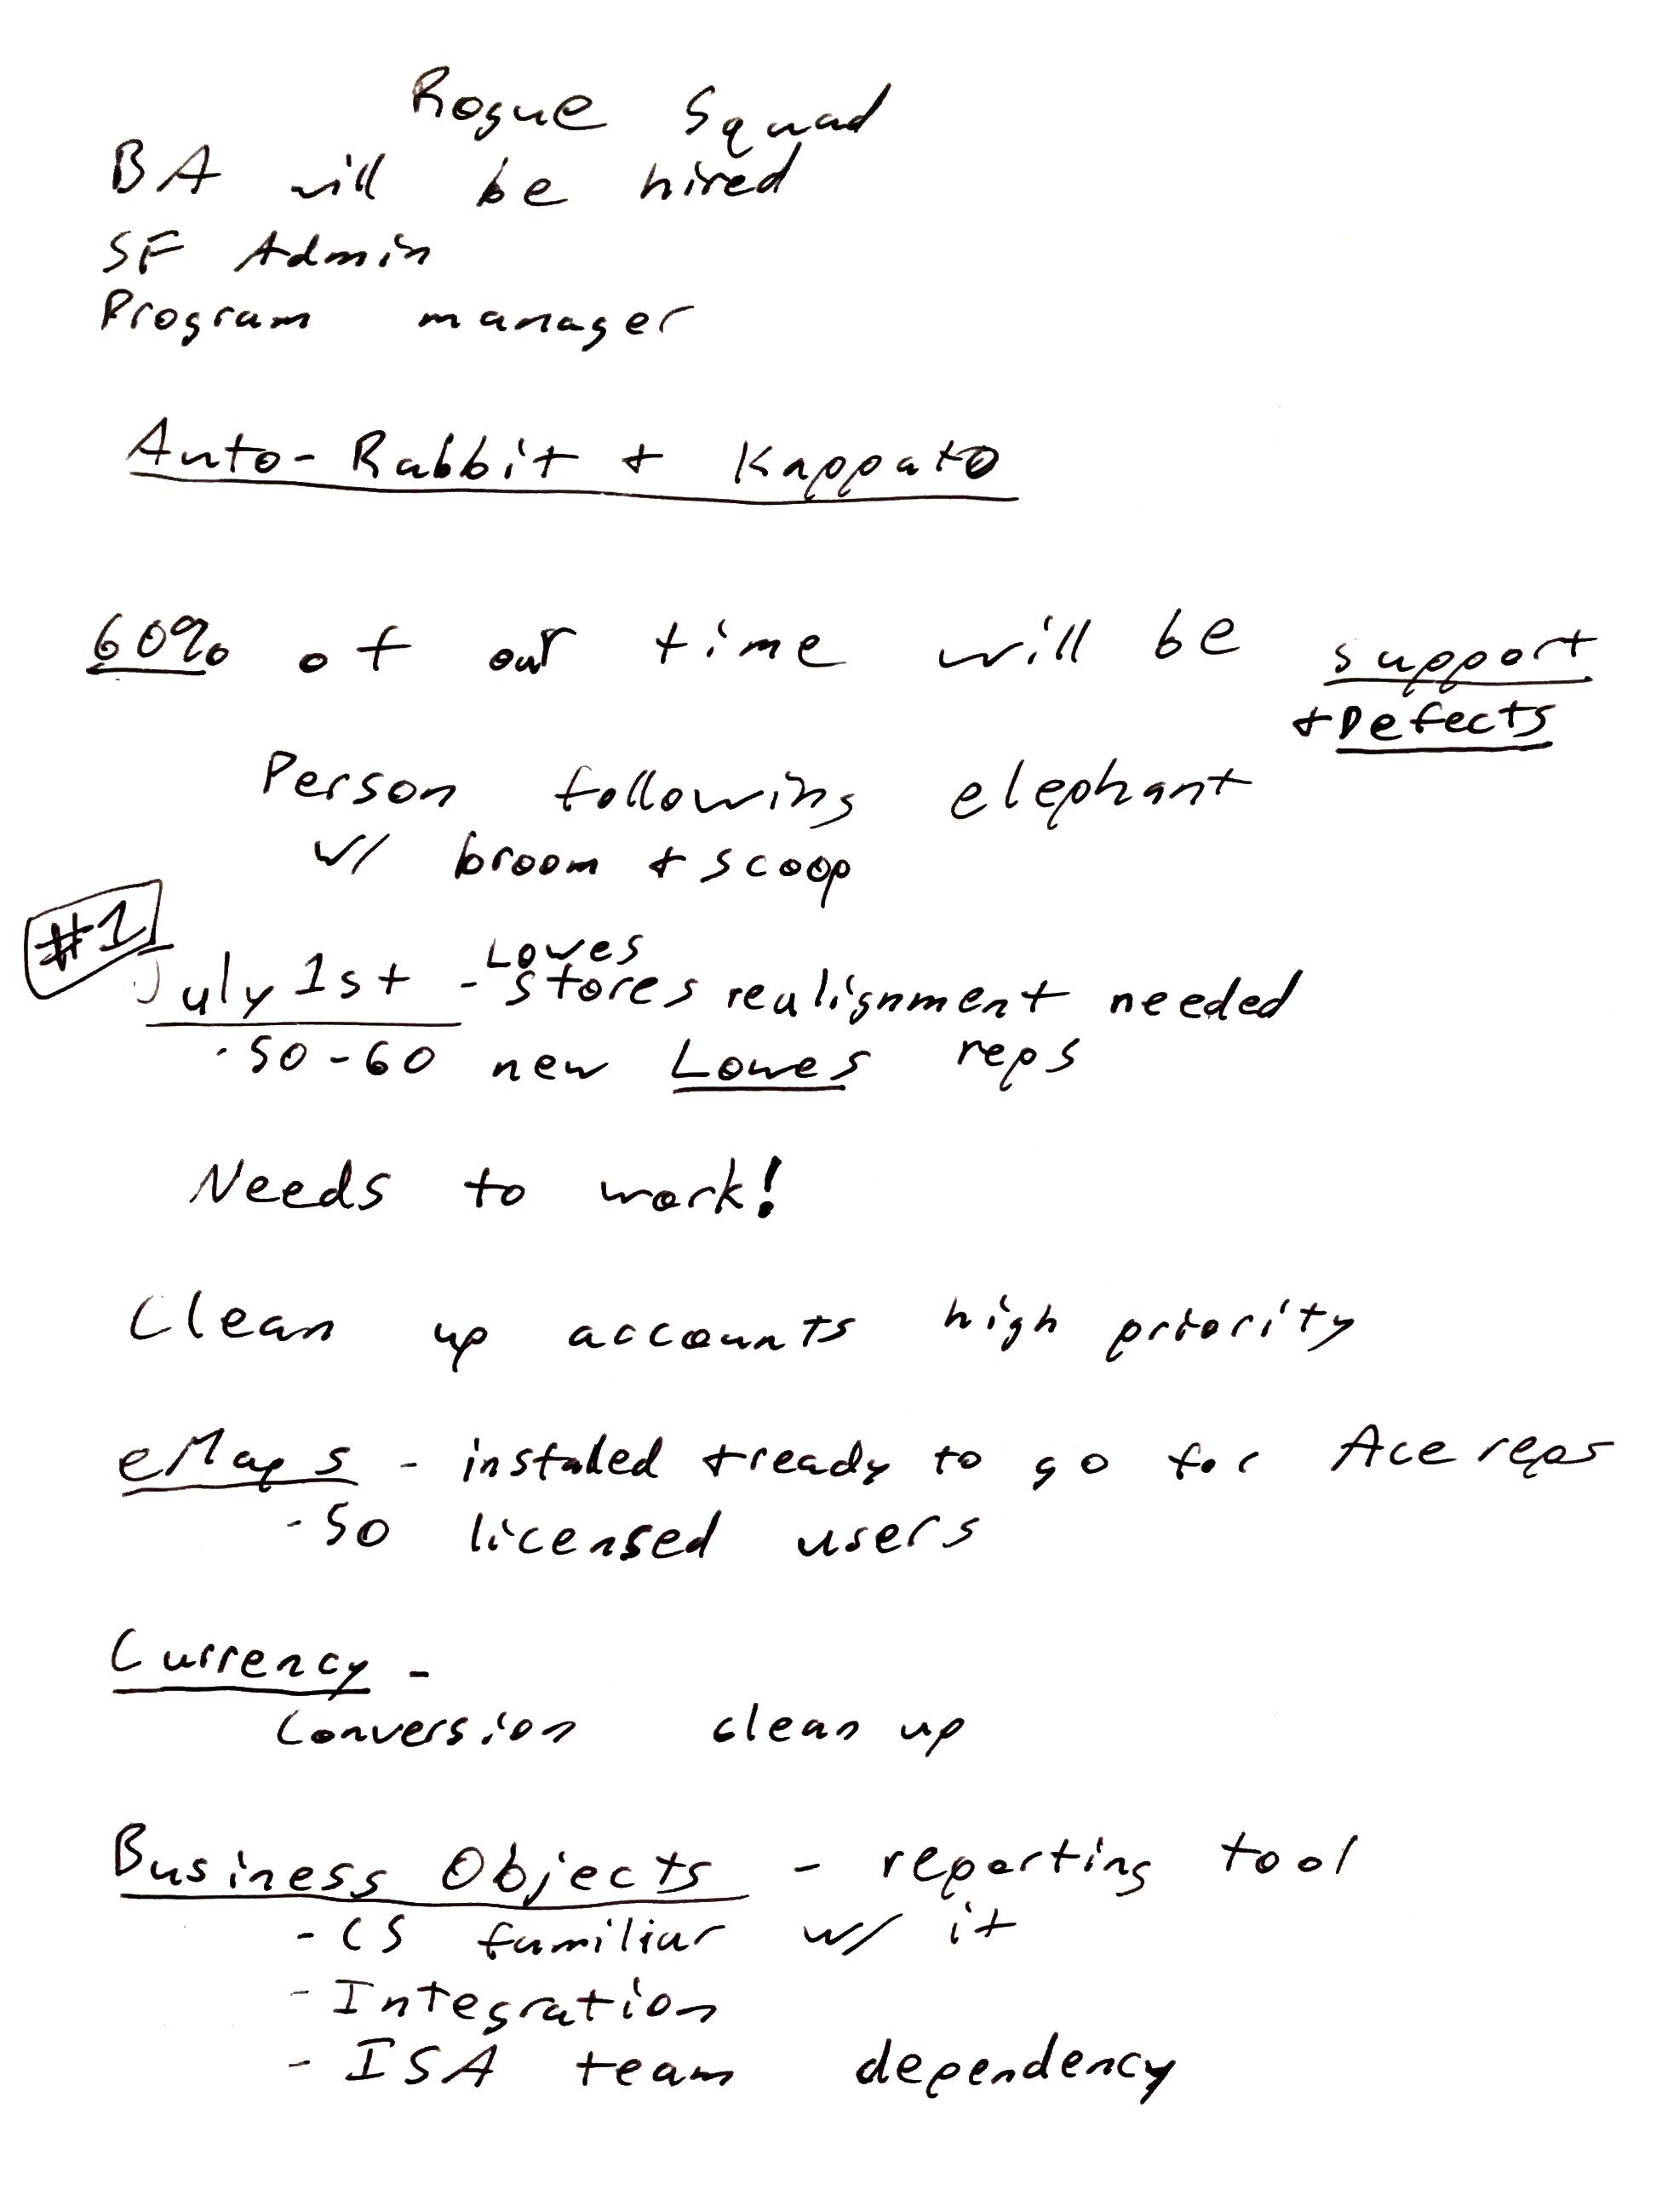 Rogue Squad
BA will be hired
SF Admin
Program manager
Auto-Rabbit + Kappato
60% of our time will be support
+ Defects
Person following elephant
w/ broom + scoop
#1
Lowes
July 1st - stores realignment needed
- 50-60 new Lowes reps
Needs to work!
Clean up accounts high priority
eMaps - installed + ready to go for Ace reps
- 50 licensed users
Currency -
Conversion clean up
Business Objects - reporting tool
- CS familiar w/ it
- Integration
- ISA team dependency